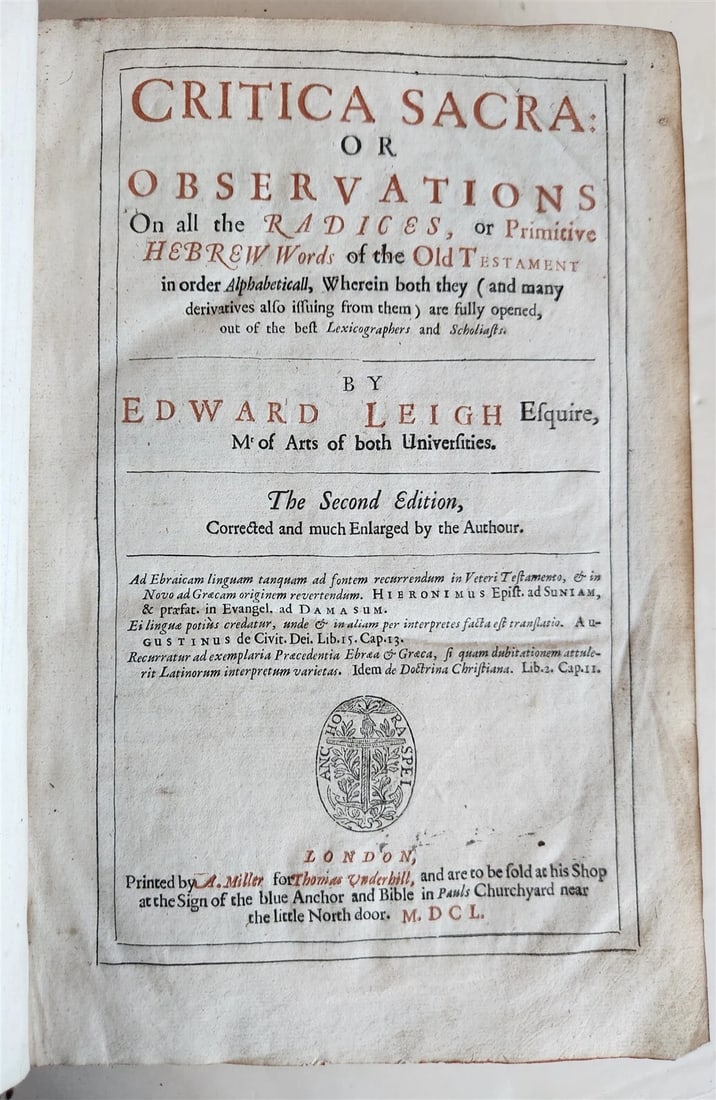 CRITICA SACRA:
OR
OBSERVATIONS
On all the RADICES, or Primitive
HEBREW Words of the Old TESTAMENT
in order Alphabeticall, Wherein both they (and many
derivatives alſo iſſuing from them) are fully opened,
out of the beſt Lexicographers and Scholiaſts.
BY
EDWARD LEIGH Eſquire,
Mr of Arts of both Univerſities.
The Second Edition,
Corrected and much Enlarged by the Authour.
Ad Ebraicam linguam tanquam ad fontem recurrendum in Veteri Teſtamento, & in
Novo ad Græcam originem revertendum. HIERONIMUS Epiſt. ad SUNIAM,
& præfat. in Evangel. ad DAMASUM.
Ei linguæ potiùs credatur, unde & in aliam per interpretes facta eſt tranſlatio. AU-
GUSTINUS de Civit. Dei. Lib.15. Cap.13.
Recurratur ad exemplaria Præcedentia Ebræa & Græca, ſi quam dubitationem attule-
rit Latinorum interpretum varietas. Idem de Doctrina Chriſtiana. Lib.2. Cap.11.
ANCHORA SPEI
LONDON,
Printed by A. Miller for Thomas Vnderhill, and are to be ſold at his Shop
at the Sign of the blue Anchor and Bible in Pauls Churchyard near
the little North door. M. DCL.